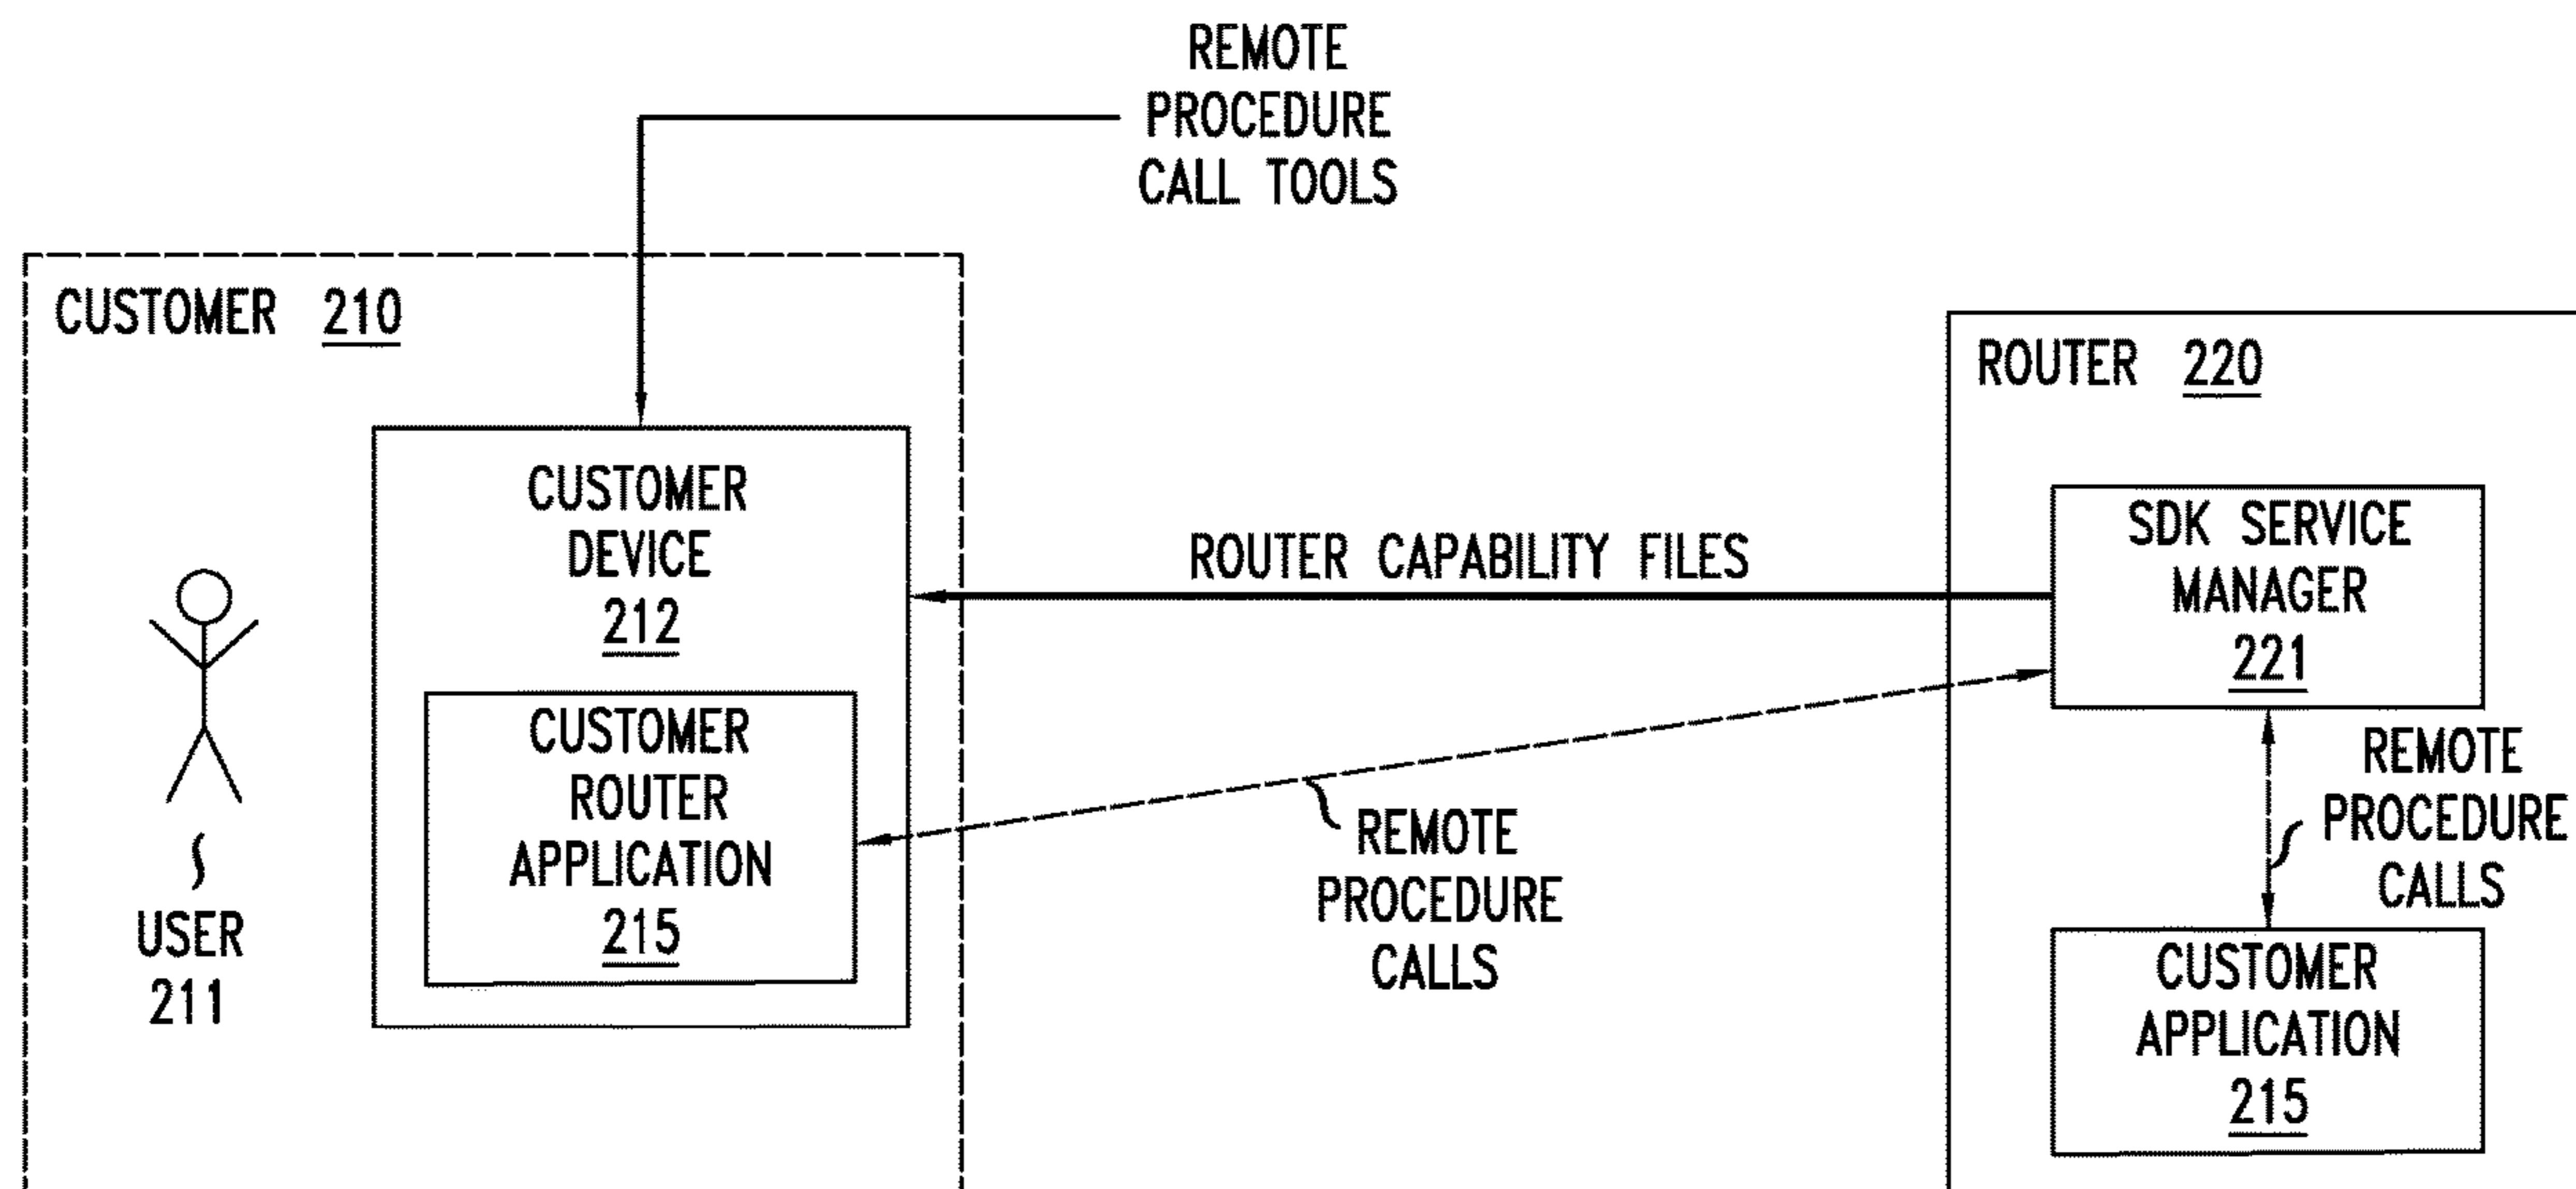 REMOTE
PROCEDURE
CALL TOOLS
CUSTOMER 210
CUSTOMER
DEVICE
212
CUSTOMER
ROUTER
APPLICATION
215
USER
211
ROUTER CAPABILITY FILES
REMOTE
PROCEDURE
CALLS
ROUTER 220
SDK SERVICE
MANAGER
221
REMOTE
PROCEDURE
CALLS
CUSTOMER
APPLICATION
215